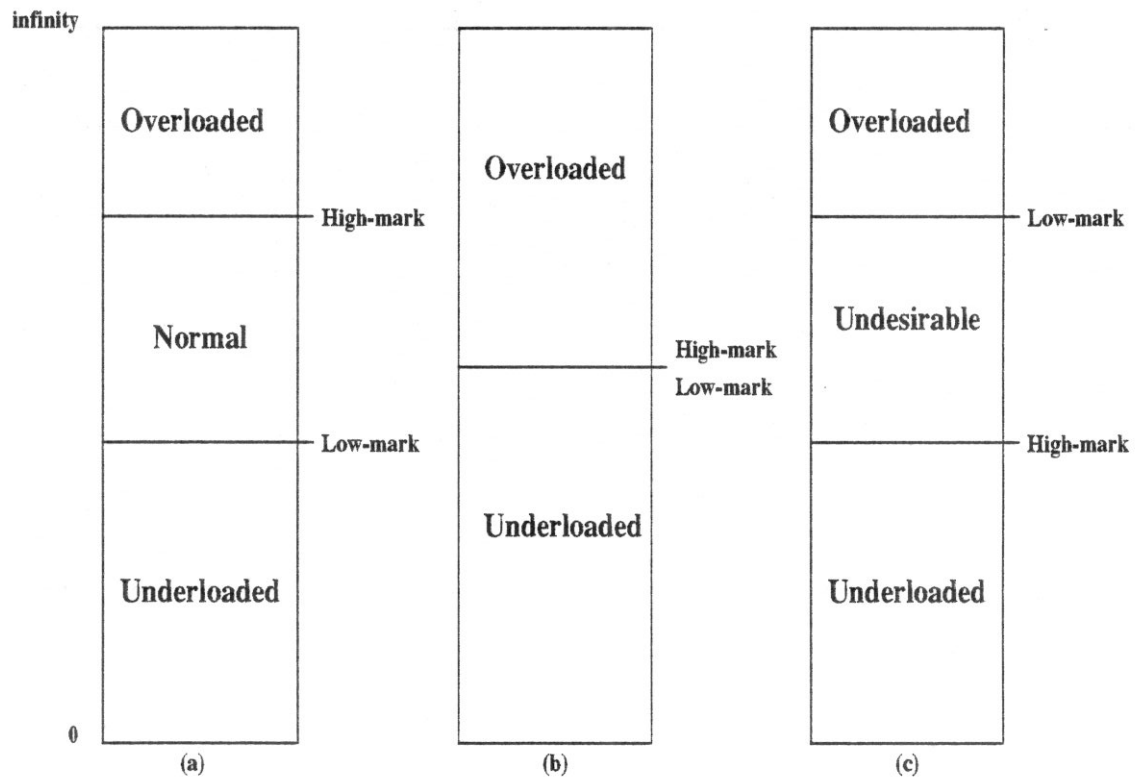 infinity
Overloaded
High-mark
Normal
Low-mark
Underloaded
0
(a)
Overloaded
High-mark
Low-mark
Underloaded
(b)
Overloaded
Low-mark
Undesirable
High-mark
Underloaded
(c)